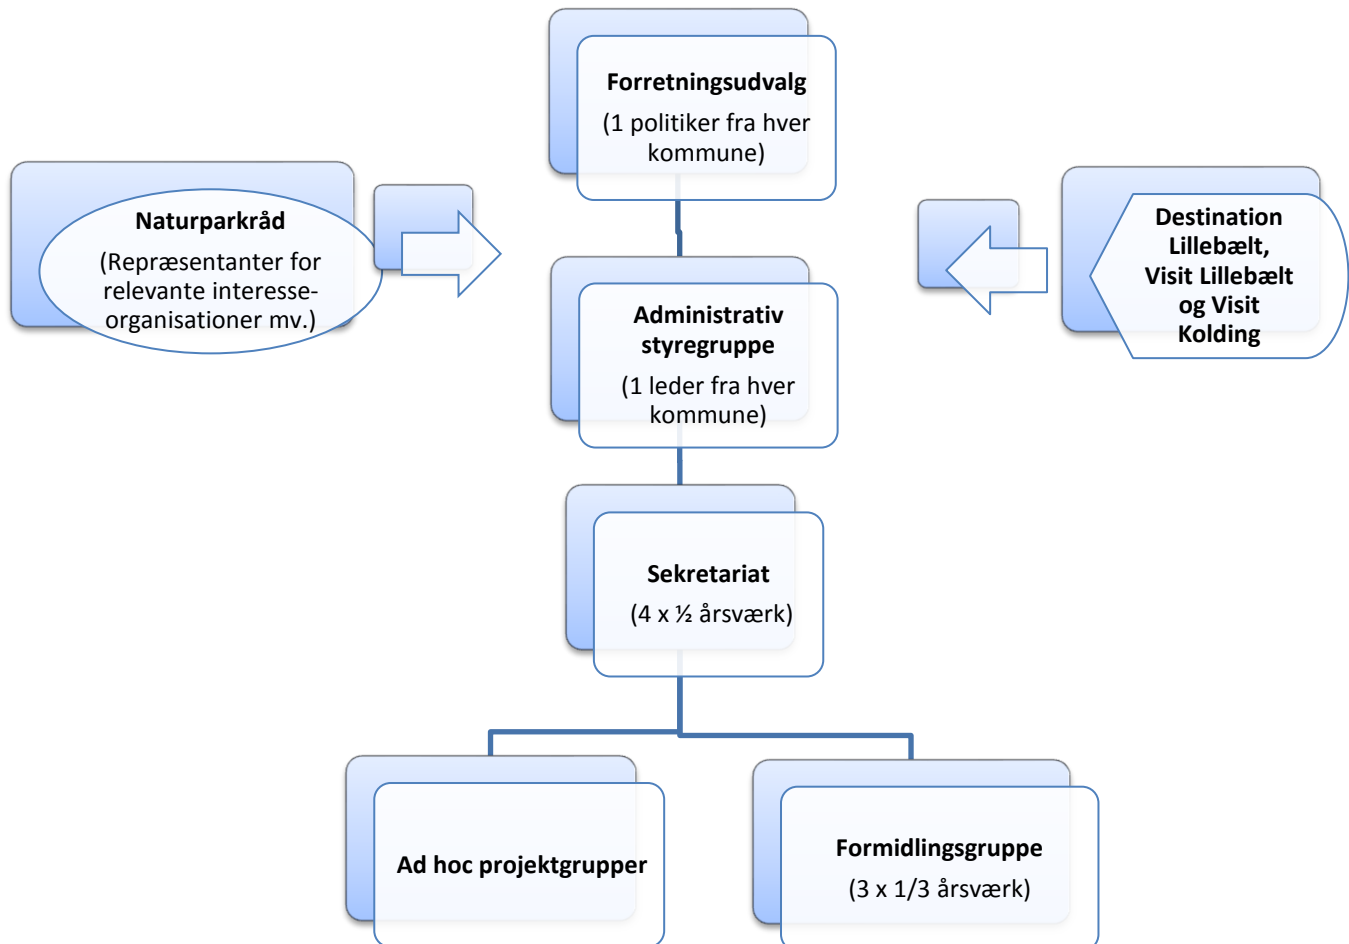 Forretningsudvalg
(1 politiker fra hver
kommune)
Naturparkråd
(Repræsentanter for
relevante interesse-
organisationer mv.)
Destination
Lillebælt,
Visit Lillebælt
og Visit
Kolding
Administrativ
styregruppe
(1 leder fra hver
kommune)
Sekretariat
(4 x ½ årsværk)
Ad hoc projektgrupper
Formidlingsgruppe
(3 x 1/3 årsværk)